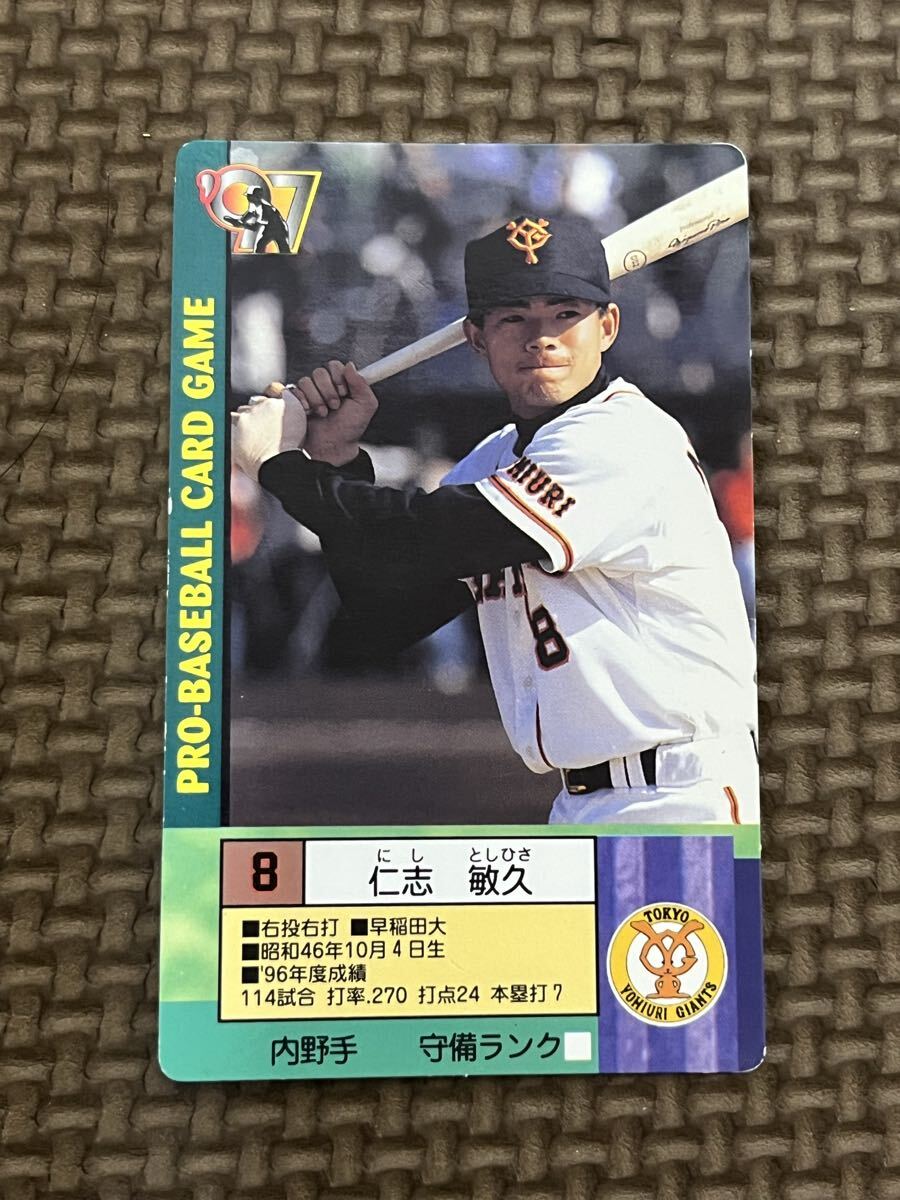 97
PRO-BASEBALL CARD GAME
YOMIURI
8
8
にし としひさ
仁志 敏久
■右投右打 ■早稲田大
■昭和46年10月4日生
■'96年度成績
114試合 打率.270 打点24 本塁打7
内野手 守備ランク
TOKYO
YOMIURI GIANTS